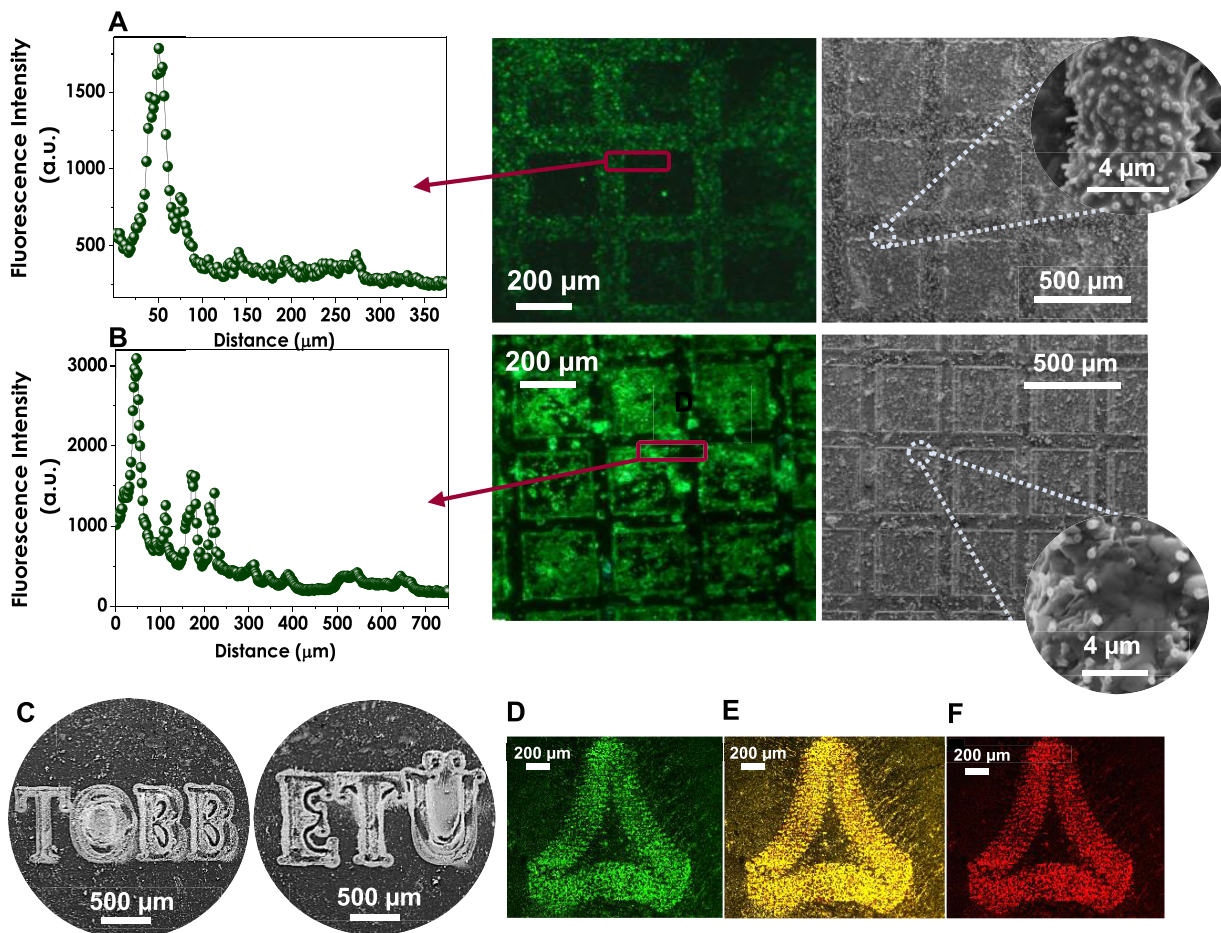 A
Fluorescence Intensity
(a.u.)
1500
1000
500
50 100 150 200 250 300 350
Distance (μm)
200 μm
500 μm
4 μm
B
Fluorescence Intensity
(a.u.)
3000
2000
1000
0
0 100 200 300 400 500 600 700
Distance (μm)
200 μm
D
500 μm
4 μm
C
TOBB
500 μm
ETÜ
500 μm
D
200 μm
E
200 μm
F
200 μm